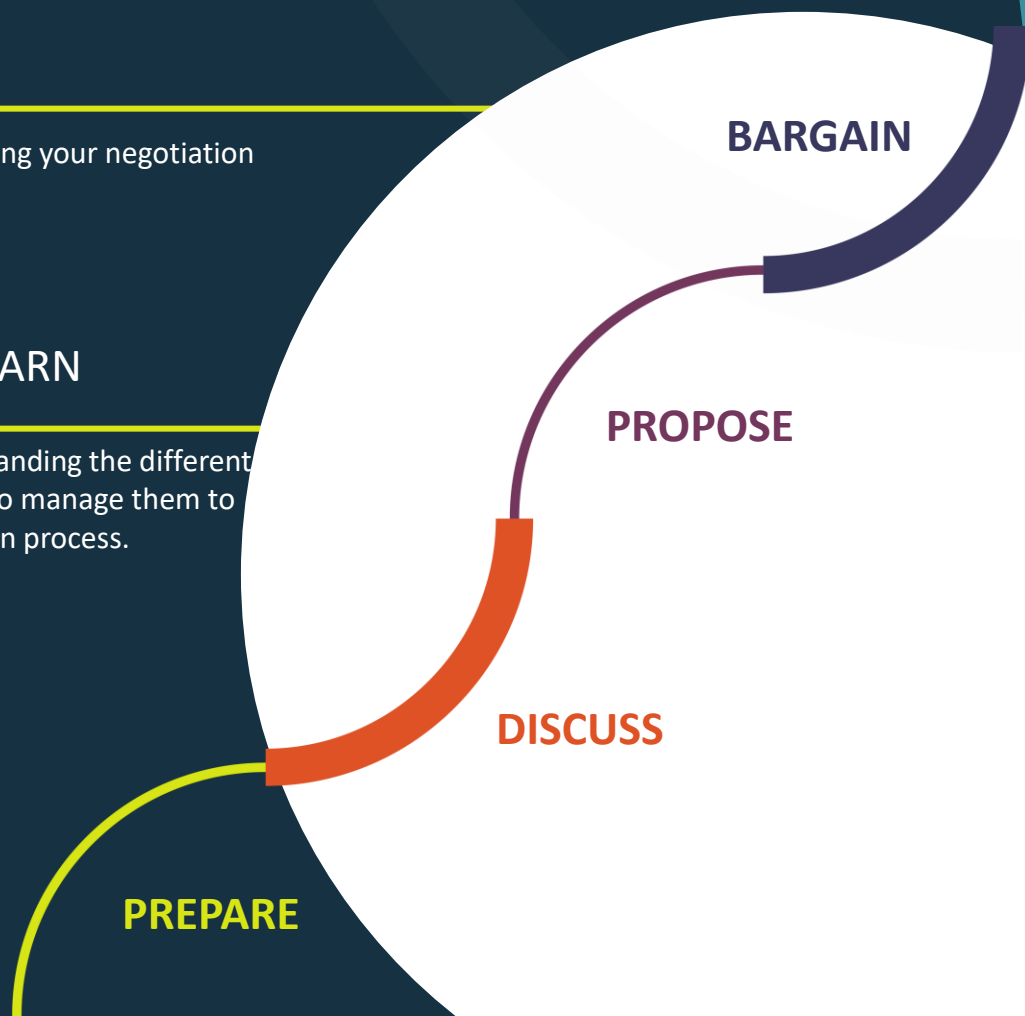 ng your negotiation
ARN
anding the different
o manage them to
n process.
BARGAIN
PROPOSE
DISCUSS
PREPARE